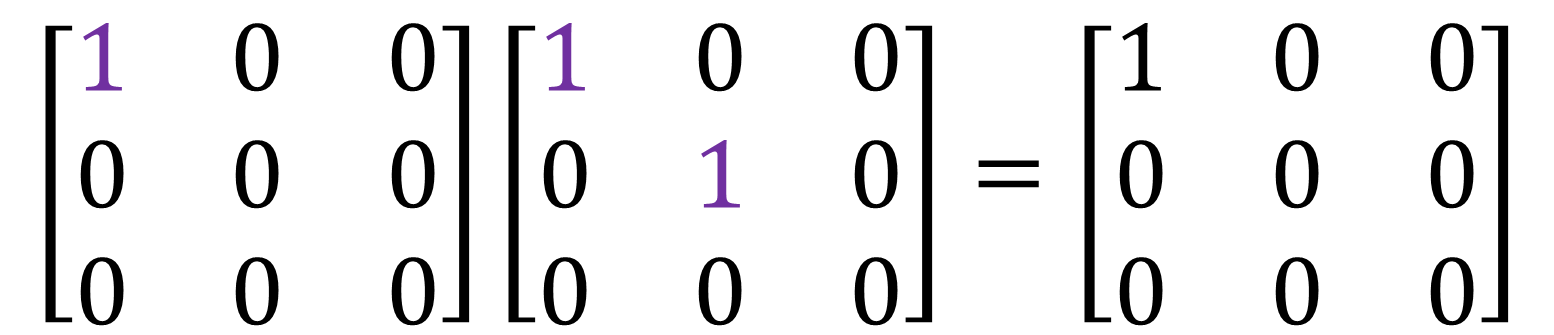 [1 0 0] [1 0 0] = [1 0 0]
[0 0 0] [0 1 0] [0 0 0]
[0 0 0] [0 0 0] [0 0 0]